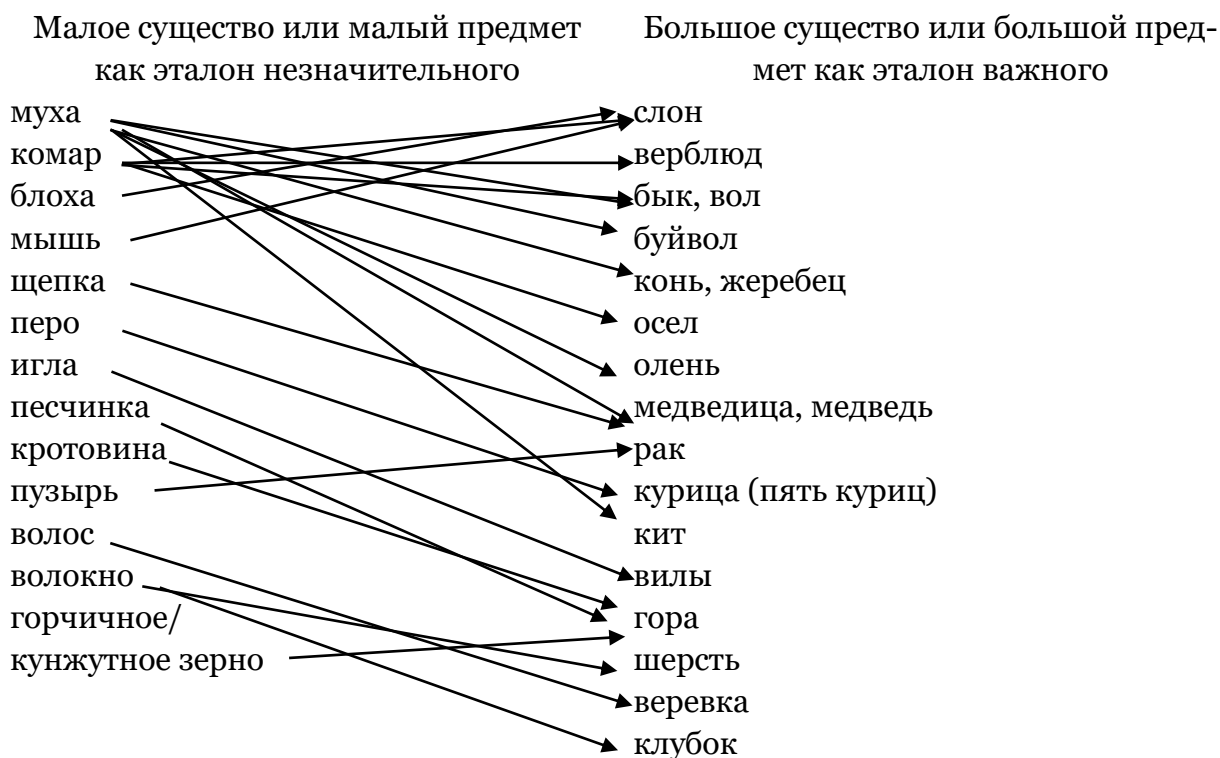 Малое существо или малый предмет
как эталон незначительного
Большое существо или большой пред-
мет как эталон важного
муха
комар
блоха
мышь
щепка
перо
игла
песчинка
кротовина
пузырь
волос
волокно
горчичное/
кунжутное зерно
слон
верблюд
бык, вол
буйвол
конь, жеребец
осел
олень
медведица, медведь
рак
курица (пять куриц)
кит
вилы
гора
шерсть
веревка
клубок